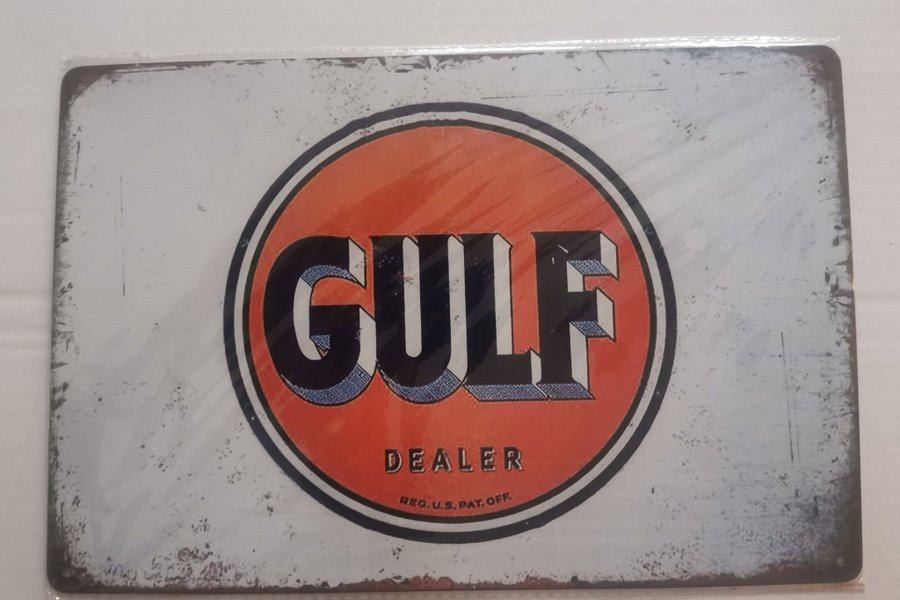 GULF
DEALER
REG. U.S. PAT. OFF.